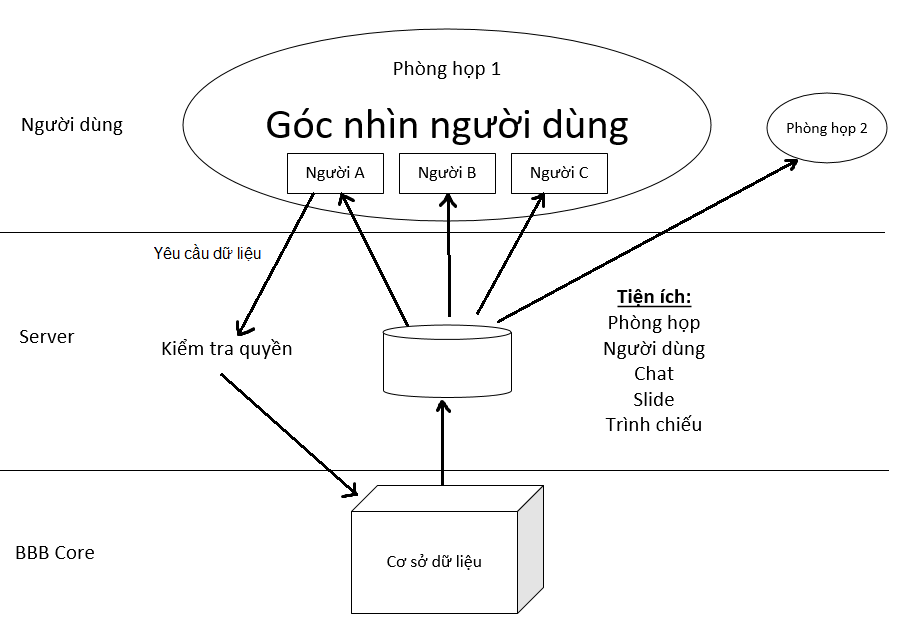 Phòng họp 1
Người dùng
Góc nhìn người dùng
Phòng họp 2
Người A
Người B
Người C
Yêu cầu dữ liệu
Tiện ích:
Phòng họp
Server
Kiểm tra quyền
Người dùng
Chat
Slide
Trình chiếu
BBB Core
Cơ sở dữ liệu